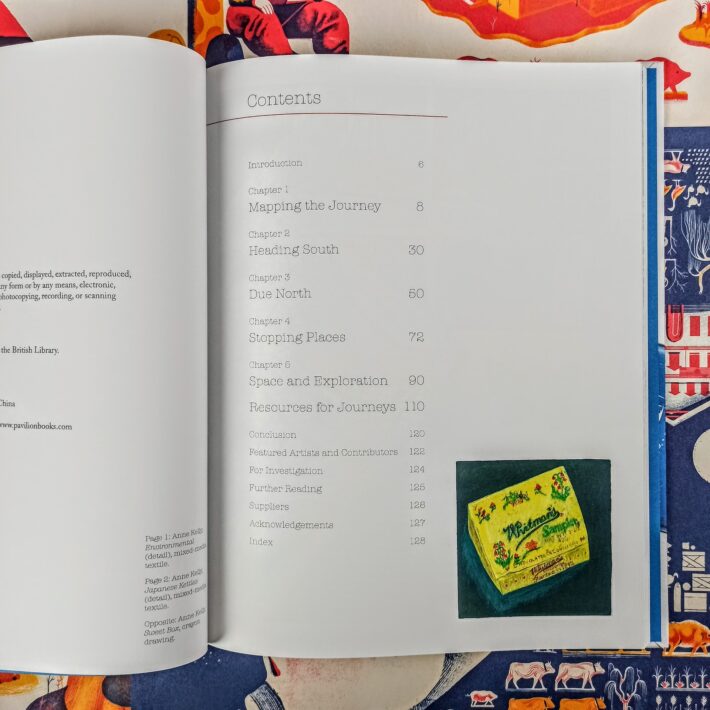 copied, displayed, extracted, reproduced,
ny form or by any means, electronic,
photocopying, recording, or scanning
the British Library.
China
www.pavilionbooks.com
Page 1: Anne Kelly,
Environmental
(detail), mixed-media
textile.
Page 2: Anne Kelly,
Japanese Kettles
(detail), mixed-media
textile.
Opposite: Anne Kelly,
Sweet Box, crayon
drawing.
Contents
Introduction 6
Chapter 1
Mapping the Journey 8
Chapter 2
Heading South 30
Chapter 3
Due North 50
Chapter 4
Stopping Places 72
Chapter 5
Space and Exploration 90
Resources for Journeys 110
Conclusion 120
Featured Artists and Contributors 122
For Investigation 124
Further Reading 125
Suppliers 126
Acknowledgements 127
Index 128
Whitman's
Sampler